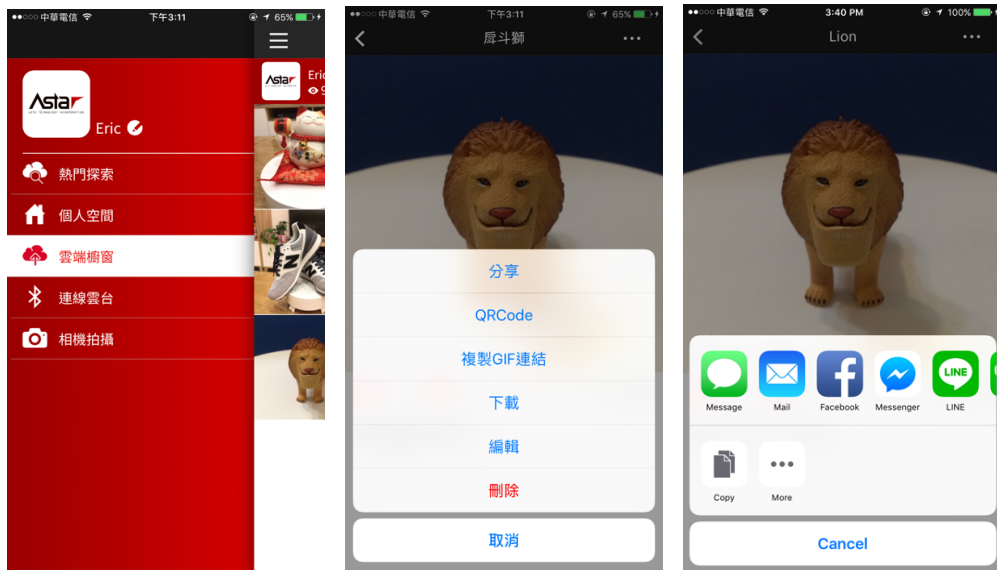 中華電信
下午3:11
65%
Astar
Eric
熱門探索
個人空間
雲端櫥窗
連線雲台
相機拍攝
Astar
Eric
9
中華電信
下午3:11
65%
戽斗獅
分享
QRCode
複製GIF連結
下載
編輯
刪除
取消
中華電信
3:40 PM
100%
Lion
Message
Mail
Facebook
Messenger
LINE
LINE
Copy
More
Cancel